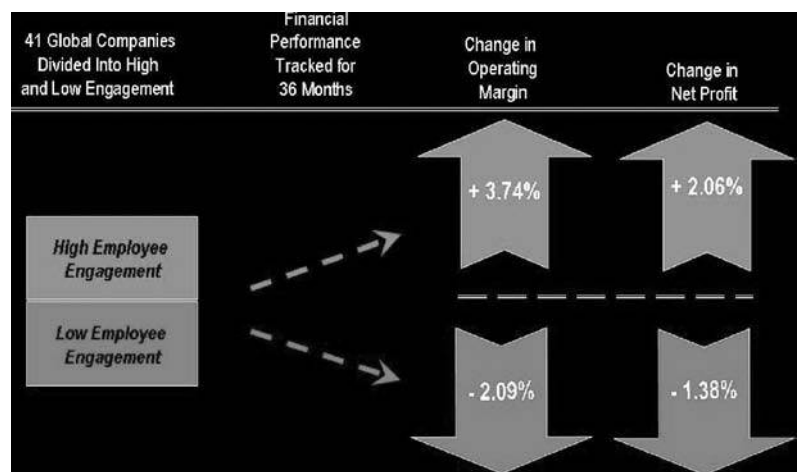 41 Global Companies
Divided Into High
and Low Engagement
Financial
Performance
Tracked for
36 Months
Change in
Operating
Margin
Change in
Net Profit
+ 3.74%
+ 2.06%
High Employee
Engagement
Low Employee
Engagement
- 2.09%
- 1.38%